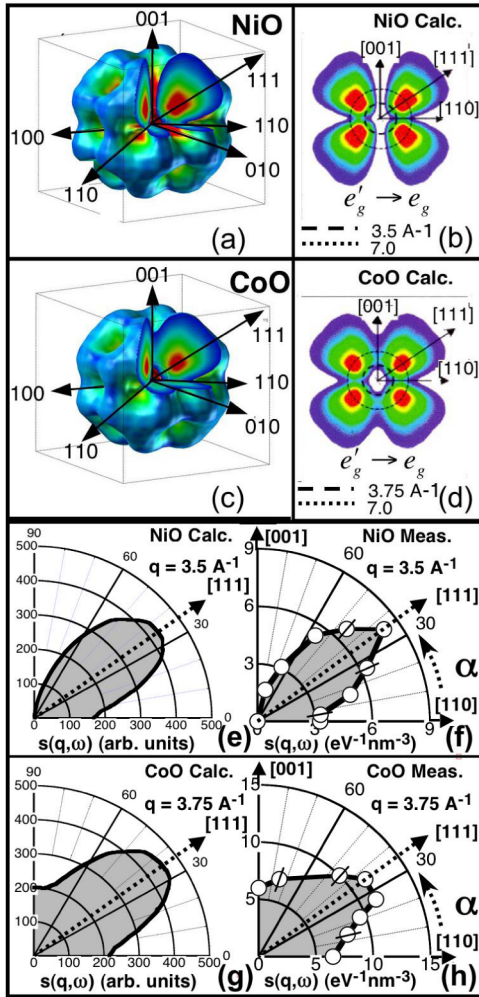 001
NiO
111
100
110
010
110
(a)
NiO Calc.
[001]
[111]
[110]
e'g → eg
3.5 A-1
7.0
(b)
001
CoO
111
100
110
010
110
(c)
CoO Calc.
[001]
[111]
[110]
e'g → eg
3.75 A-1
7.0
(d)
90
NiO Calc.
500
60
q = 3.5 A-1
400
[111]
300
30
200
100
0
0 100 200 300 400 500
0
s(q,ω) (arb. units)
(e)
[001]
NiO Meas.
9
60
q = 3.5 A-1
6
[111]
30
3
α
[110]
0
3 6 9
s(q,ω) (eV-1nm-3)
(f)
90
CoO Calc.
500
60
q = 3.75 A-1
400
[111]
300
30
200
100
0
0 100 200 300 400 500
0
s(q,ω) (arb. units)
(g)
[001]
CoO Meas.
15
60
q = 3.75 A-1
10
[111]
30
5
α
[110]
0
0 5 10 15
s(q,ω) (eV-1nm-3)
(h)